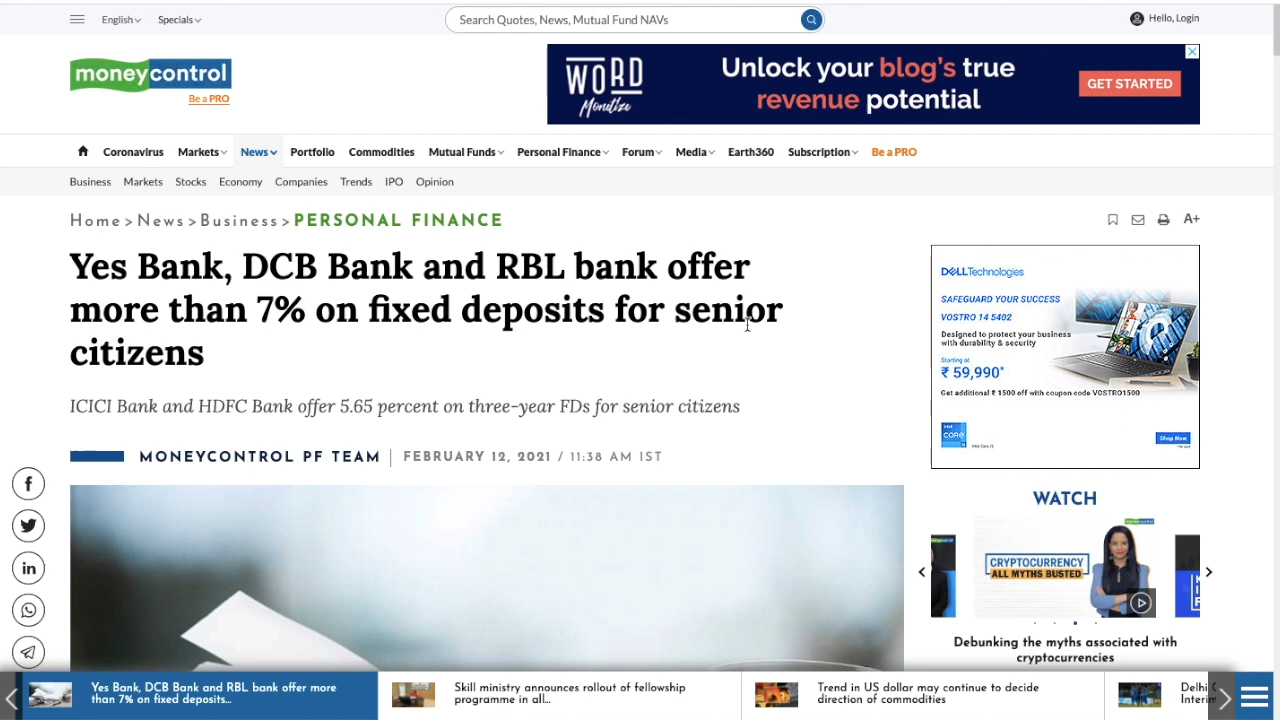 English
Specials
Search Quotes, News, Mutual Fund NAVs
Hello, Login
moneycontrol
Be a PRO
WORD
Monetize
Unlock your blog's true
revenue potential
GET STARTED
Coronavirus Markets News Portfolio Commodities Mutual Funds Personal Finance Forum Media Earth360 Subscription Be a PRO
Business Markets Stocks Economy Companies Trends IPO Opinion
Home > News > Business > PERSONAL FINANCE
A+
Yes Bank, DCB Bank and RBL bank offer
more than 7% on fixed deposits for senior
citizens
ICICI Bank and HDFC Bank offer 5.65 percent on three-year FDs for senior citizens
MONEYCONTROL PF TEAM | FEBRUARY 12, 2021 / 11:38 AM IST
DELLTechnologies
SAFEGUARD YOUR SUCCESS
VOSTRO 14 5402
Designed to protect your business
with durability & security
Starting at
₹ 59,990*
Get additional ₹ 1500 off with coupon code VOSTRO1500
intel
CORE
Shop Now
WATCH
moneycontrol
CRYPTOCURRENCY
ALL MYTHS BUSTED
Debunking the myths associated with
cryptocurrencies
Yes Bank, DCB Bank and RBL bank offer more
than 7% on fixed deposits...
Skill ministry announces rollout of fellowship
programme in all...
Trend in US dollar may continue to decide
direction of commodities
Delhi
Interim